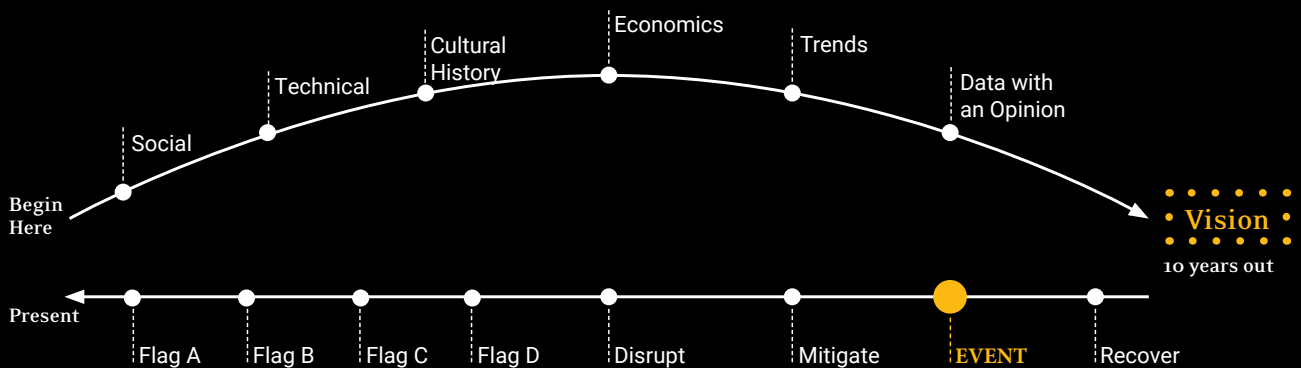 Economics
Cultural
History
Trends
Technical
Data with
an Opinion
Social
Begin
Here
Vision
10 years out
Present
Flag A
Flag B
Flag C
Flag D
Disrupt
Mitigate
EVENT
Recover